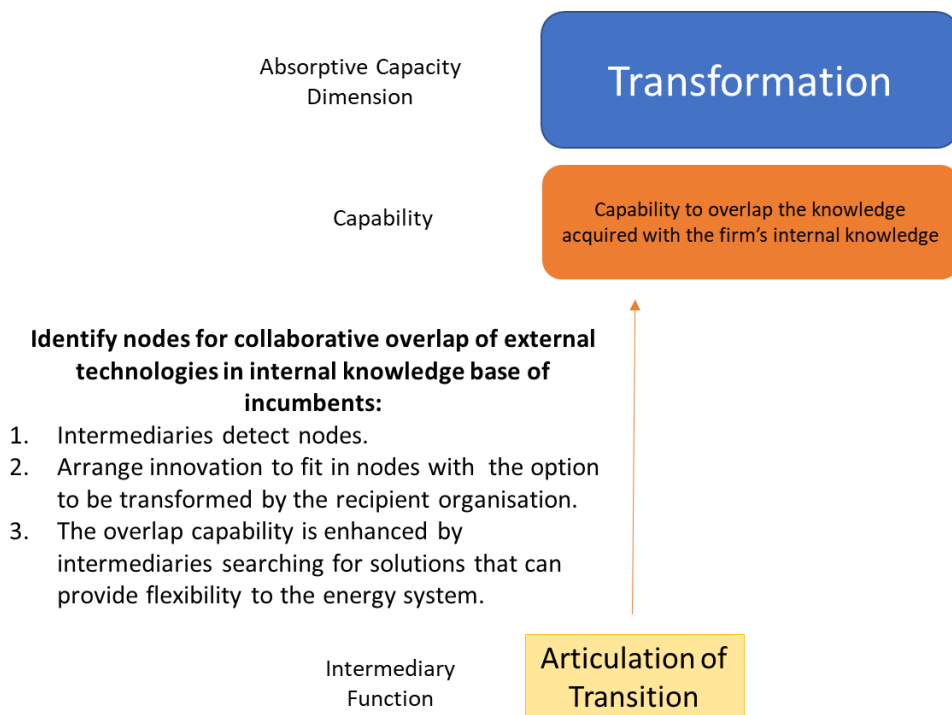 Absorptive Capacity
Dimension
Transformation
Capability
Capability to overlap the knowledge
acquired with the firm's internal knowledge
Identify nodes for collaborative overlap of external
technologies in internal knowledge base of
incumbents:
1. Intermediaries detect nodes.
2. Arrange innovation to fit in nodes with the option
to be transformed by the recipient organisation.
3. The overlap capability is enhanced by
intermediaries searching for solutions that can
provide flexibility to the energy system.
Intermediary
Function
Articulation of
Transition